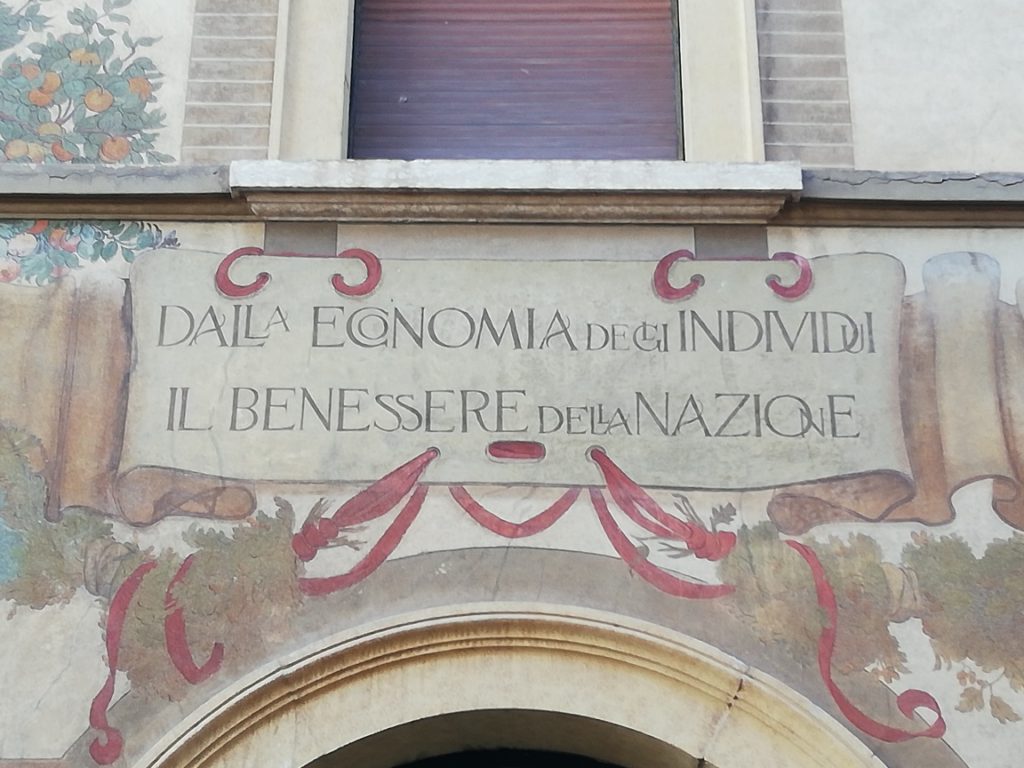 DALLA ECONOMIA DEGLI INDIVIDUI
IL BENESSERE DELLA NAZIONE